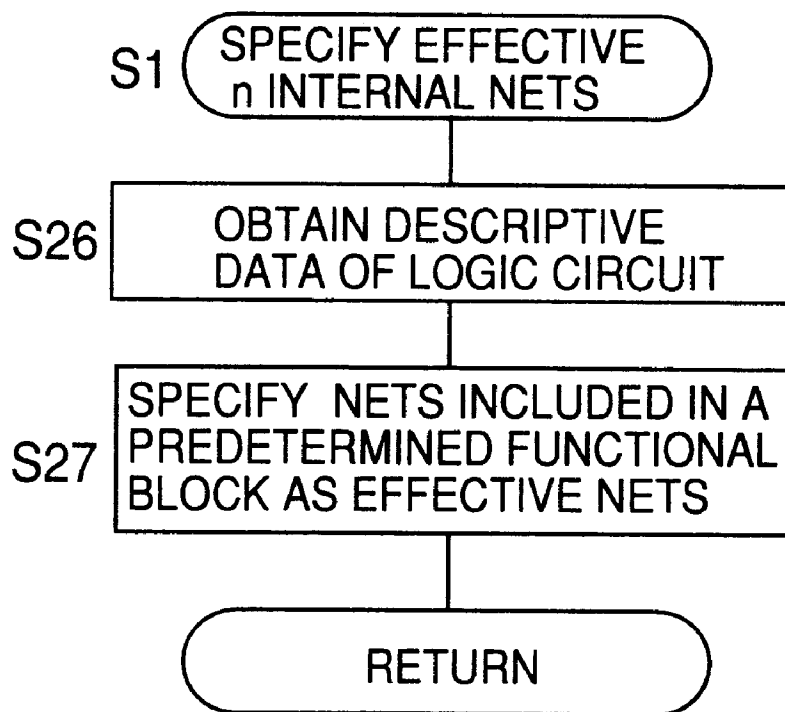 S1
SPECIFY EFFECTIVE
n INTERNAL NETS
S26
OBTAIN DESCRIPTIVE
DATA OF LOGIC CIRCUIT
S27
SPECIFY NETS INCLUDED IN A
PREDETERMINED FUNCTIONAL
BLOCK AS EFFECTIVE NETS
RETURN